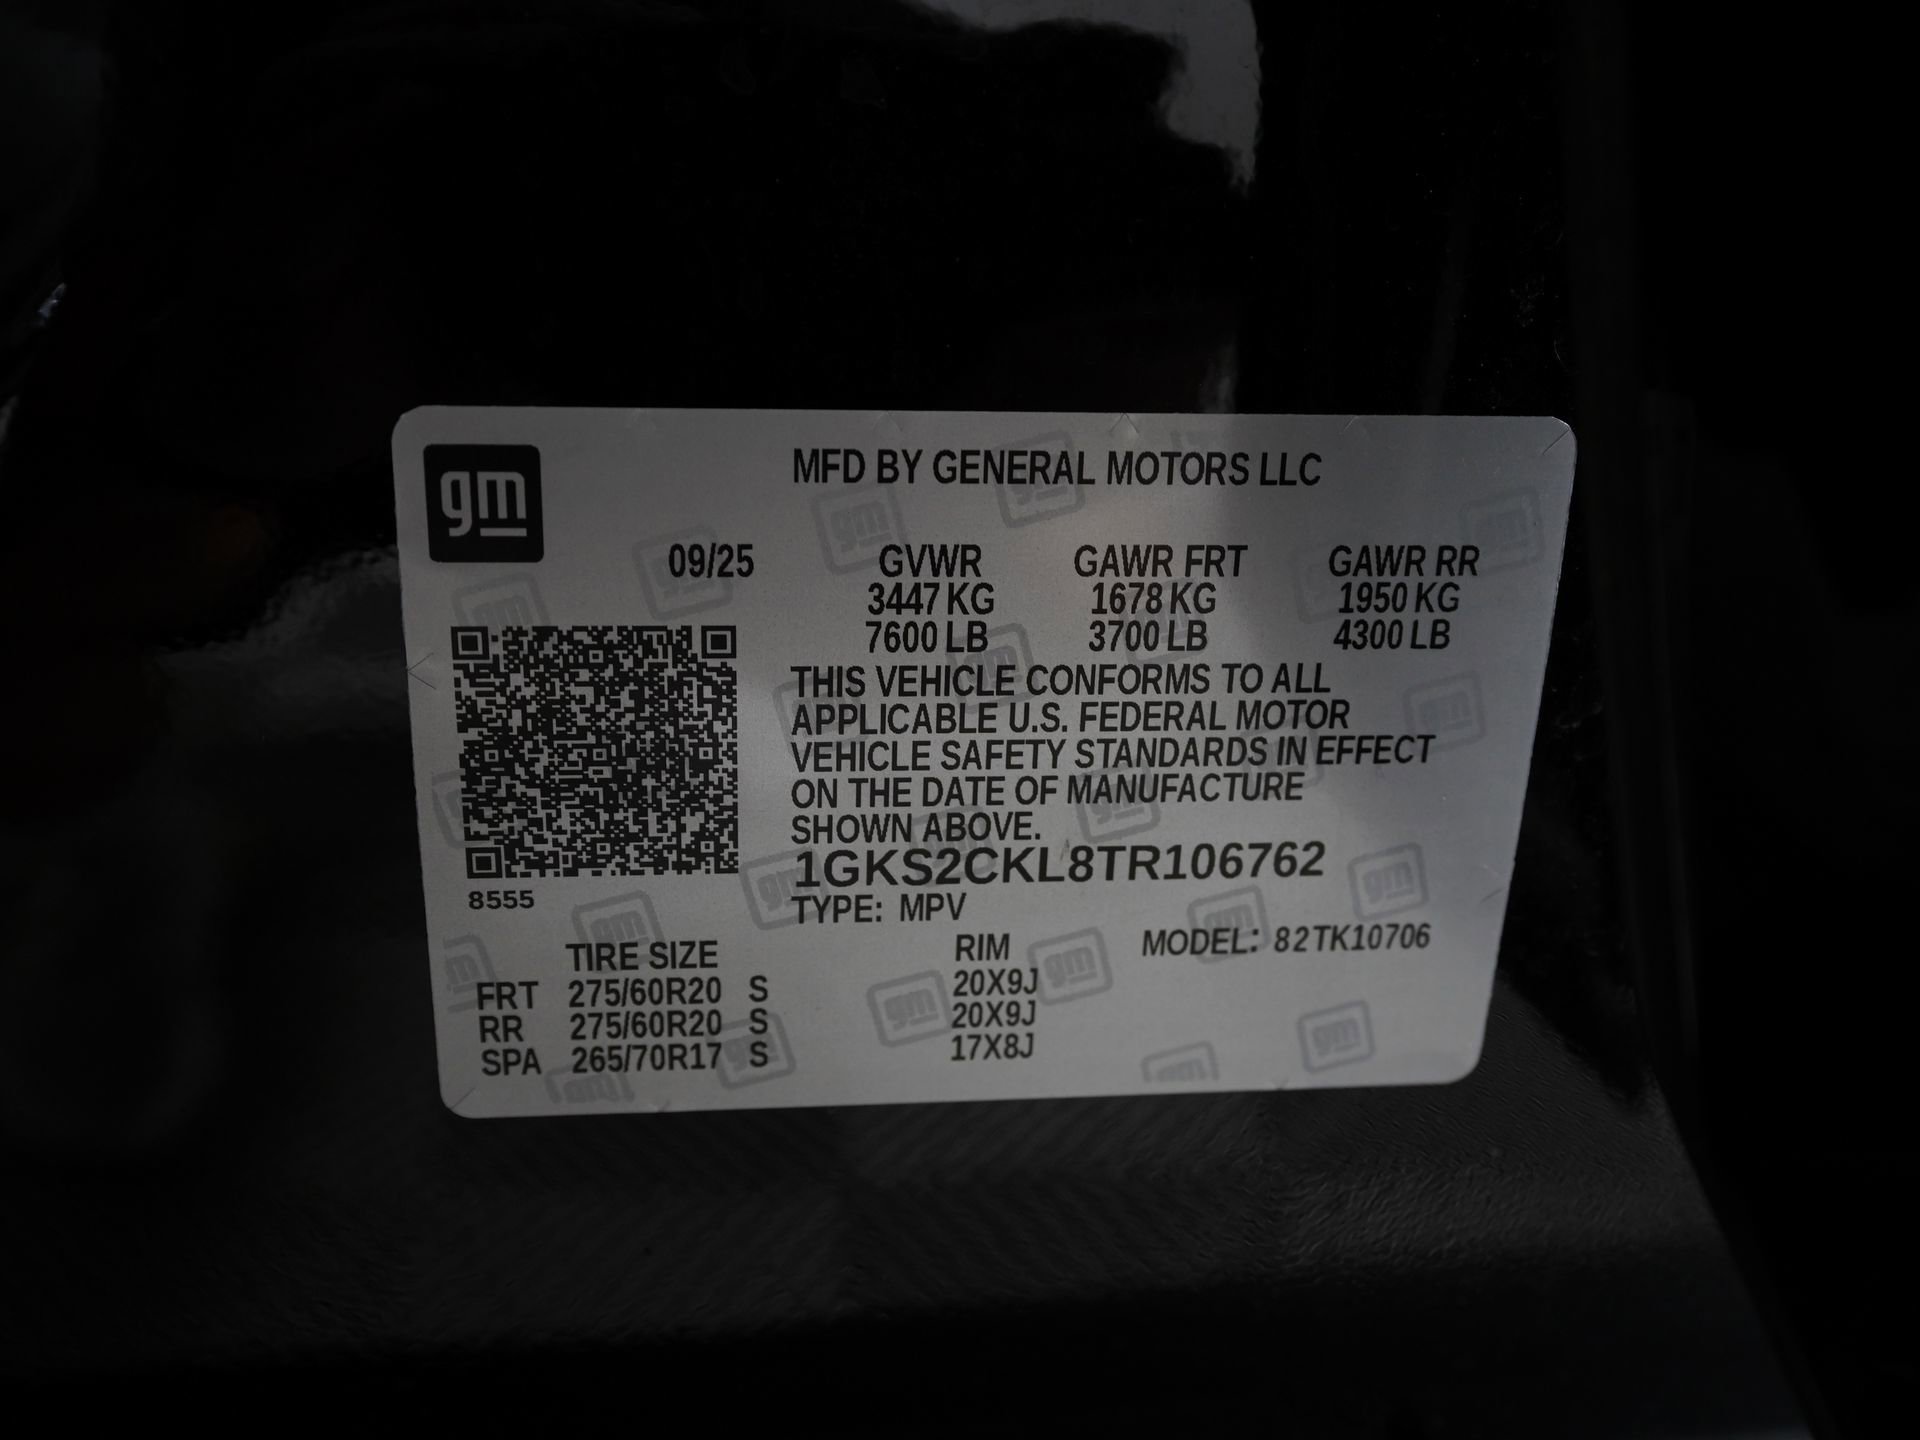 gm
MFD BY GENERAL MOTORS LLC
09/25 GVWR GAWR FRT GAWR RR
3447 KG 1678 KG 1950 KG
7600 LB 3700 LB 4300 LB
THIS VEHICLE CONFORMS TO ALL
APPLICABLE U.S. FEDERAL MOTOR
VEHICLE SAFETY STANDARDS IN EFFECT
ON THE DATE OF MANUFACTURE
SHOWN ABOVE.
1GKS2CKL8TR106762
8555
TYPE: MPV
TIRE SIZE RIM MODEL: 82TK10706
FRT 275/60R20 S 20X9J
RR 275/60R20 S 20X9J
SPA 265/70R17 S 17X8J